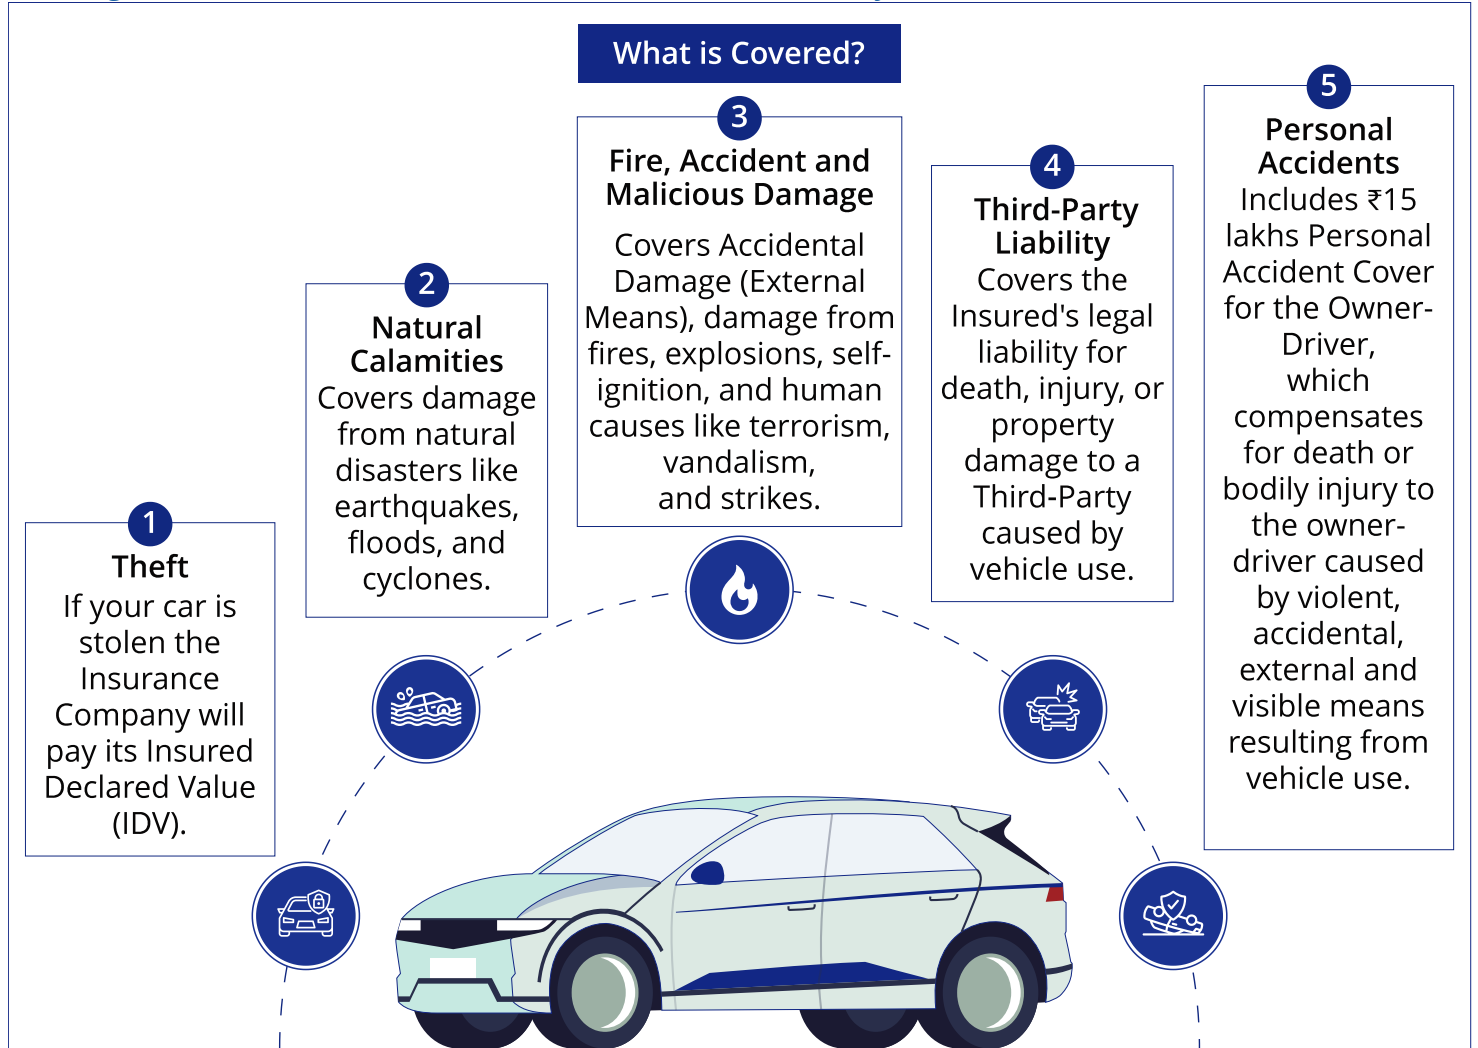 What is Covered?
1
Theft
If your car is
stolen the
Insurance
Company will
pay its Insured
Declared Value
(IDV).
2
Natural
Calamities
Covers damage
from natural
disasters like
earthquakes,
floods, and
cyclones.
3
Fire, Accident and
Malicious Damage
Covers Accidental
Damage (External
Means), damage from
fires, explosions, self-
ignition, and human
causes like terrorism,
vandalism,
and strikes.
4
Third-Party
Liability
Covers the
Insured's legal
liability for
death, injury, or
property
damage to a
Third-Party
caused by
vehicle use.
5
Personal
Accidents
Includes ₹15
lakhs Personal
Accident Cover
for the Owner-
Driver,
which
compensates
for death or
bodily injury to
the owner-
driver caused
by violent,
accidental,
external and
visible means
resulting from
vehicle use.